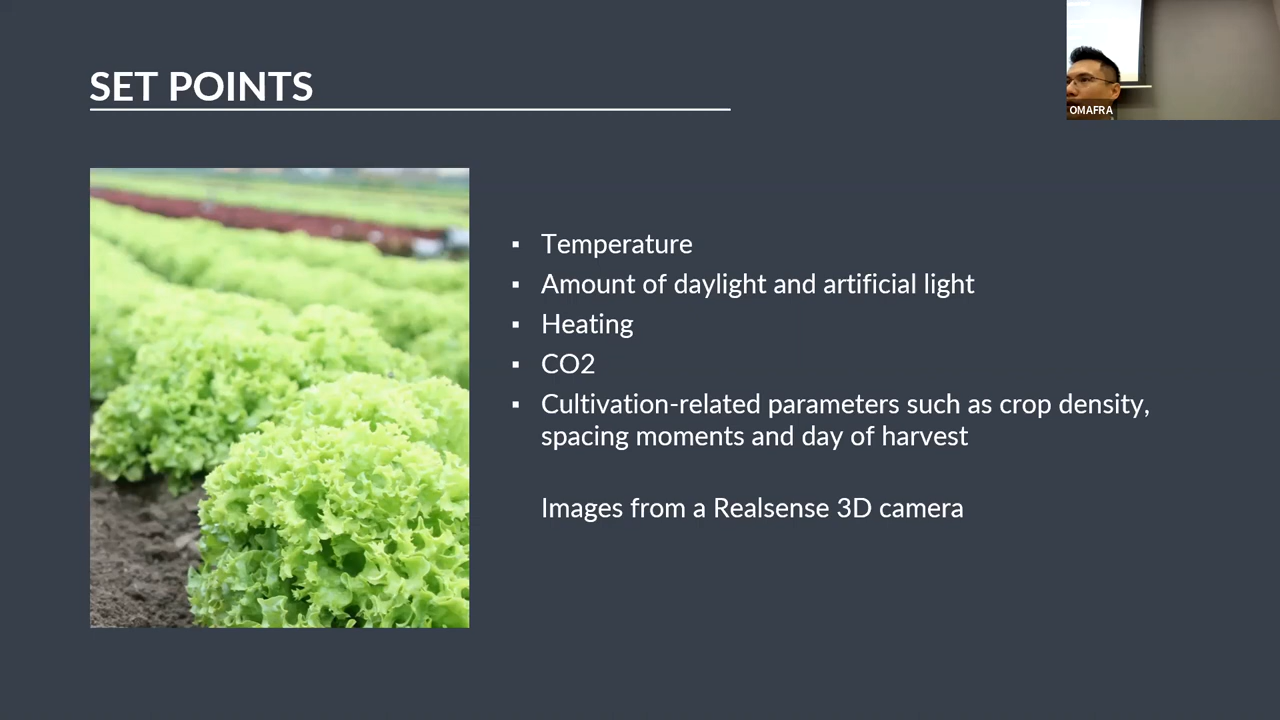 SET POINTS
OMAFRA
▪ Temperature
▪ Amount of daylight and artificial light
▪ Heating
▪ CO2
▪ Cultivation-related parameters such as crop density,
spacing moments and day of harvest
Images from a Realsense 3D camera